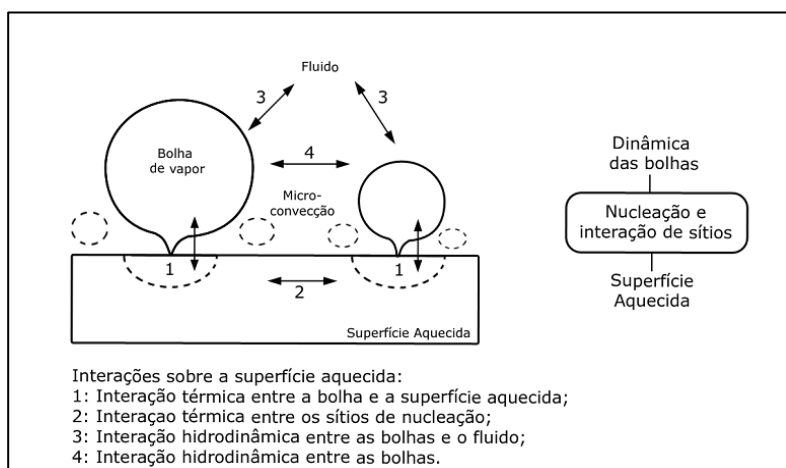 Fluido
3
3
Bolha
de vapor
4
Micro-
convecção
1
1
2
Superfície Aquecida
Dinâmica
das bolhas
Nucleação e
interação de sítios
Superfície
Aquecida
Interações sobre a superfície aquecida:
1: Interação térmica entre a bolha e a superfície aquecida;
2: Interaçao térmica entre os sítios de nucleação;
3: Interação hidrodinâmica entre as bolhas e o fluido;
4: Interação hidrodinâmica entre as bolhas.